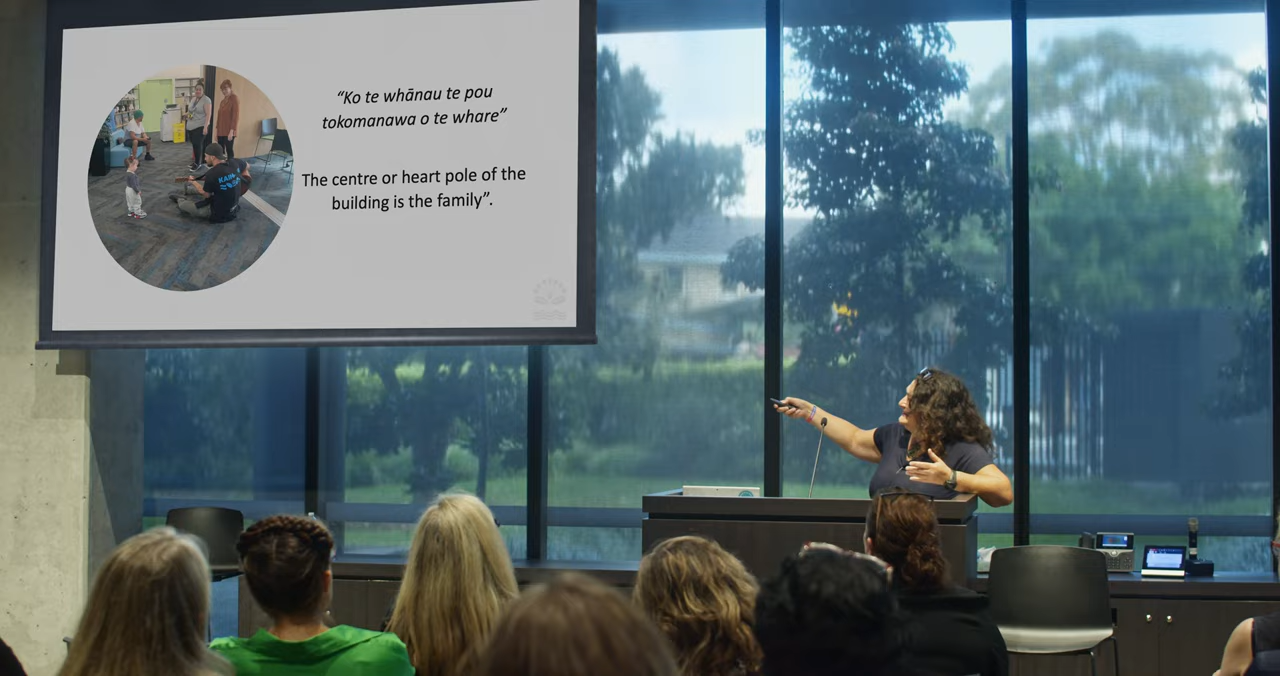 “Ko te whānau te pou
tokomanawa o te whare”
The centre or heart pole of the
building is the family”.